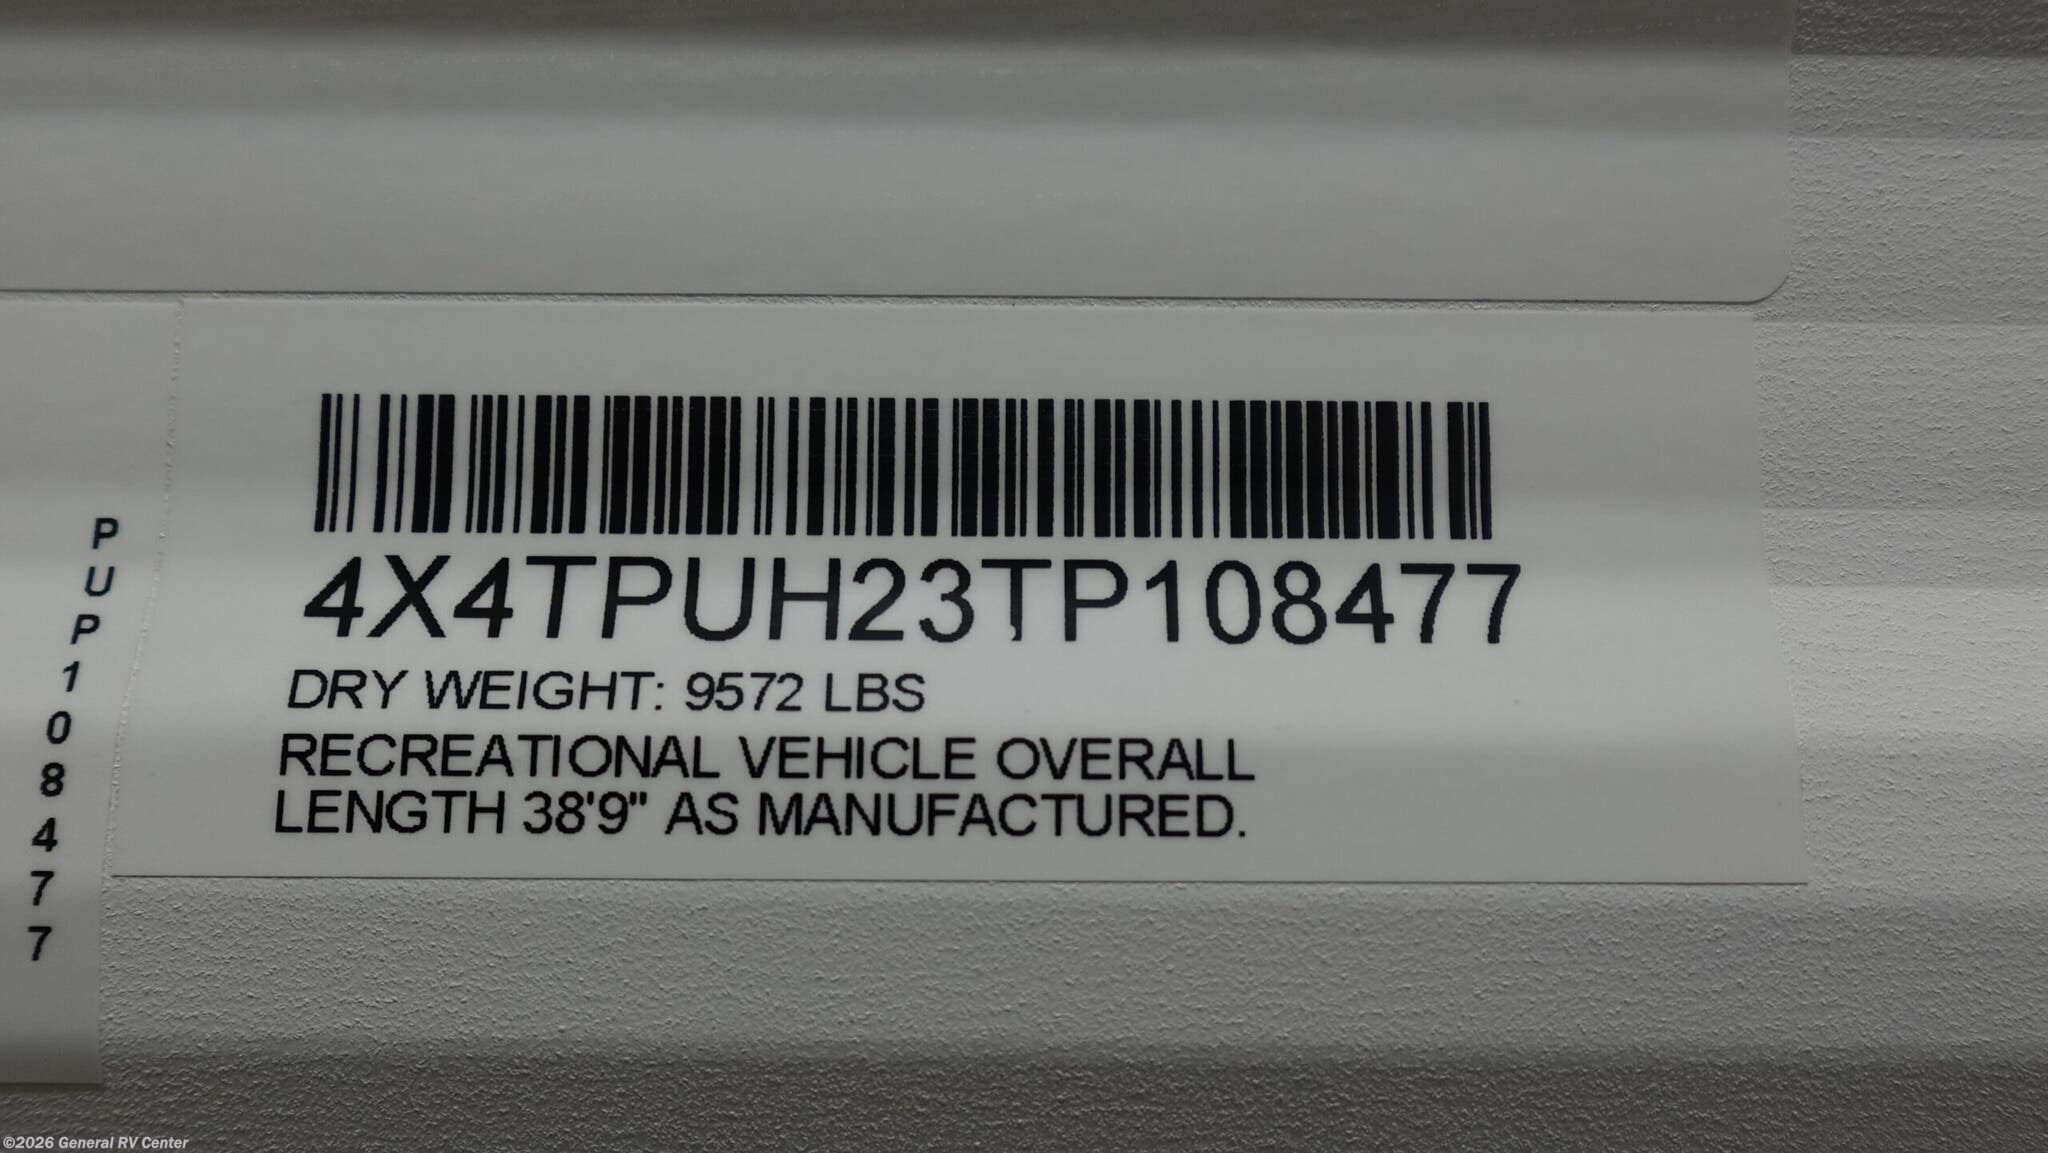 4X4TPUH23TP108477
DRY WEIGHT: 9572 LBS
RECREATIONAL VEHICLE OVERALL
LENGTH 38'9" AS MANUFACTURED.
PUP108477
©2026 General RV Center